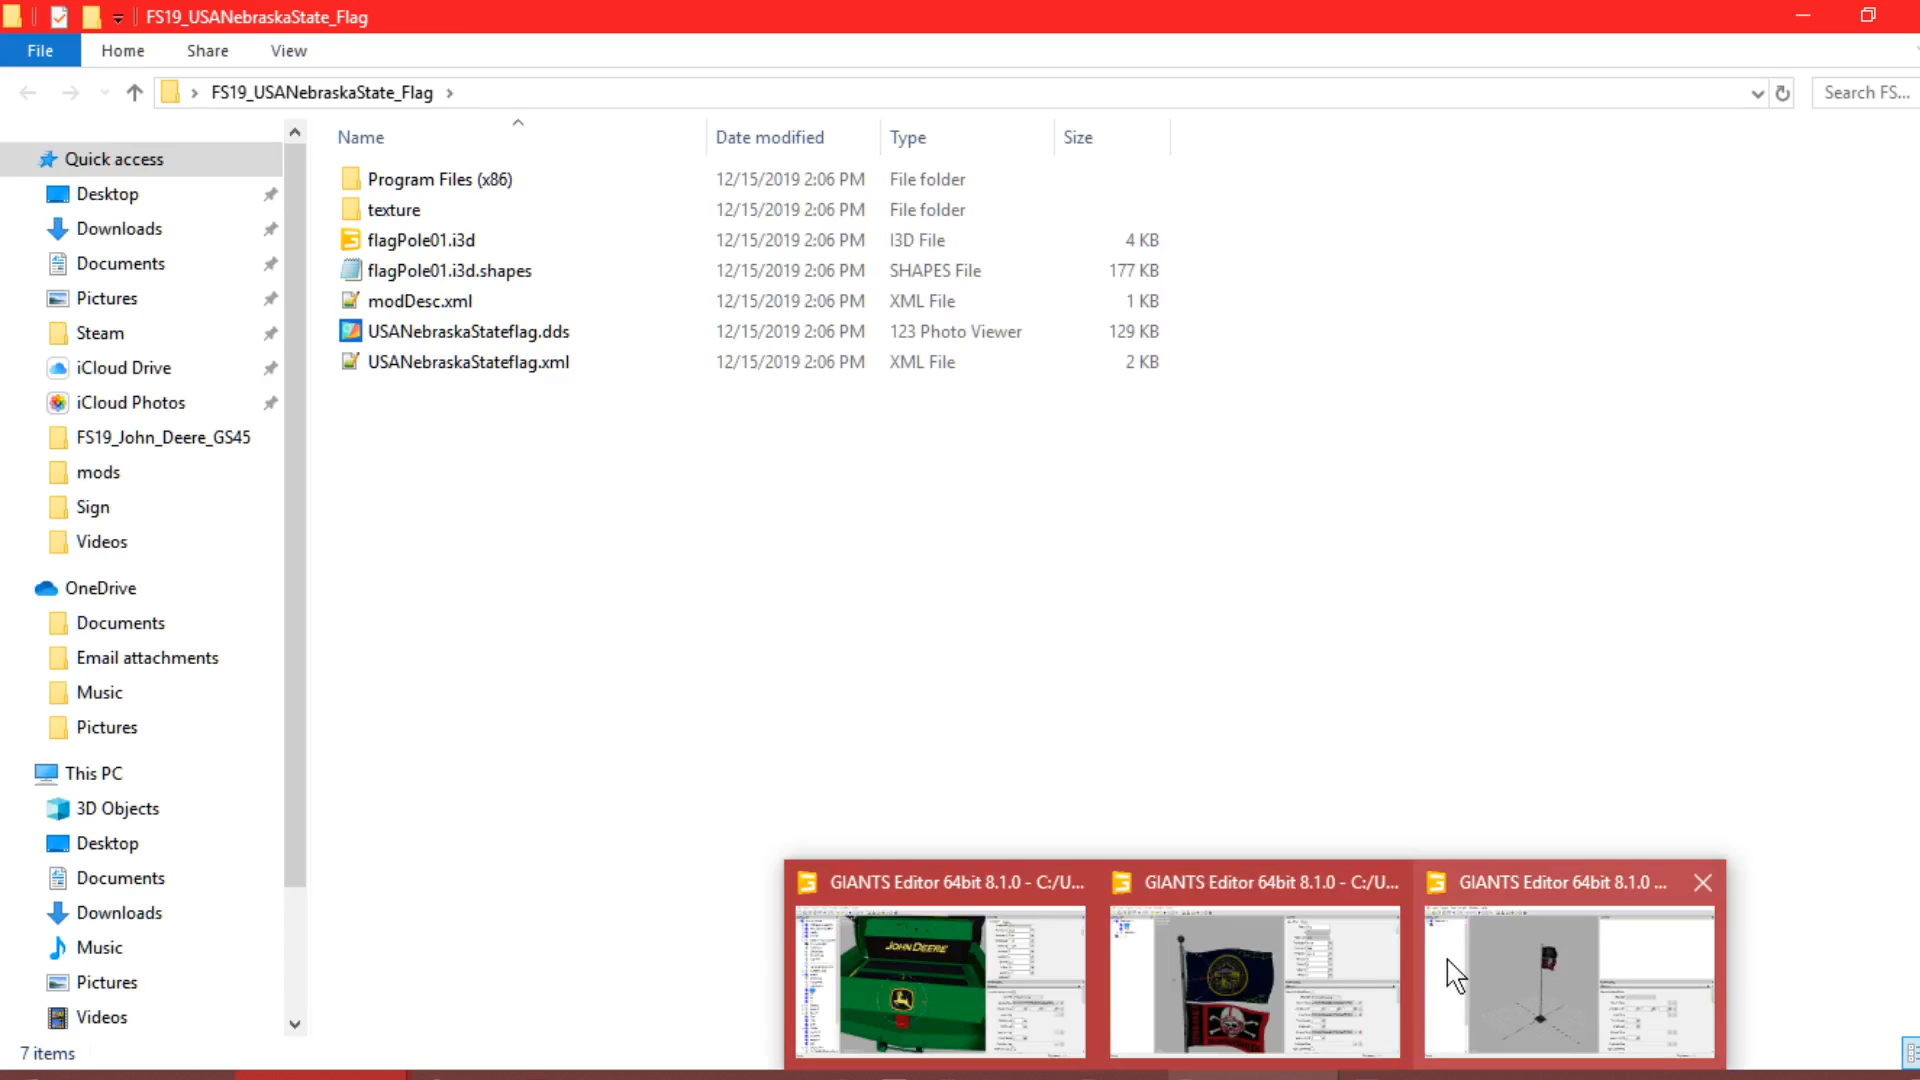 FS19_USANebraskaState_Flag
File Home Share View
FS19_USANebraskaState_Flag
Search FS...
Name Date modified Type Size
Quick access
Desktop
Downloads
Documents
Pictures
Steam
iCloud Drive
iCloud Photos
FS19_John_Deere_GS45
mods
Sign
Videos
OneDrive
Documents
Email attachments
Music
Pictures
This PC
3D Objects
Desktop
Documents
Downloads
Music
Pictures
Videos
Program Files (x86) 12/15/2019 2:06 PM File folder
texture 12/15/2019 2:06 PM File folder
flagPole01.i3d 12/15/2019 2:06 PM I3D File 4 KB
flagPole01.i3d.shapes 12/15/2019 2:06 PM SHAPES File 177 KB
modDesc.xml 12/15/2019 2:06 PM XML File 1 KB
USANebraskaStateflag.dds 12/15/2019 2:06 PM 123 Photo Viewer 129 KB
USANebraskaStateflag.xml 12/15/2019 2:06 PM XML File 2 KB
GIANTS Editor 64bit 8.1.0 - C:/U...
GIANTS Editor 64bit 8.1.0 - C:/U...
GIANTS Editor 64bit 8.1.0 ...
JOHN DEERE
7 items